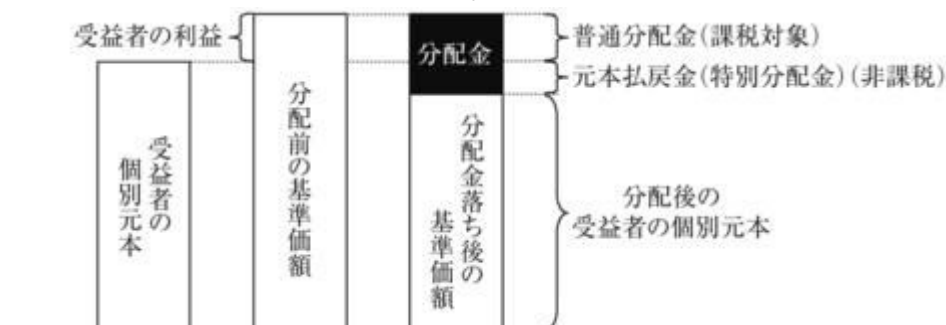 受益者の利益
分配金
普通分配金(課税対象)
元本払戻金(特別分配金)(非課税)
受益者の
個別元本
分配前の基準価額
分配金落ち後の
基準価額
分配後の
受益者の個別元本